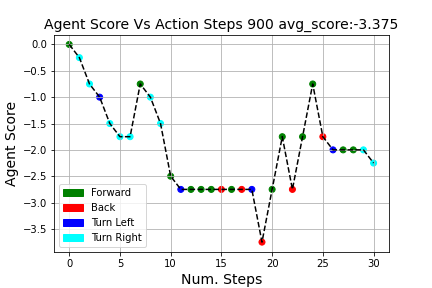 Agent Score Vs Action Steps 900 avg_score:-3.375
Agent Score
0.0
−0.5
−1.0
−1.5
−2.0
−2.5
−3.0
−3.5
Forward
Back
Turn Left
Turn Right
0 5 10 15 20 25 30
Num. Steps